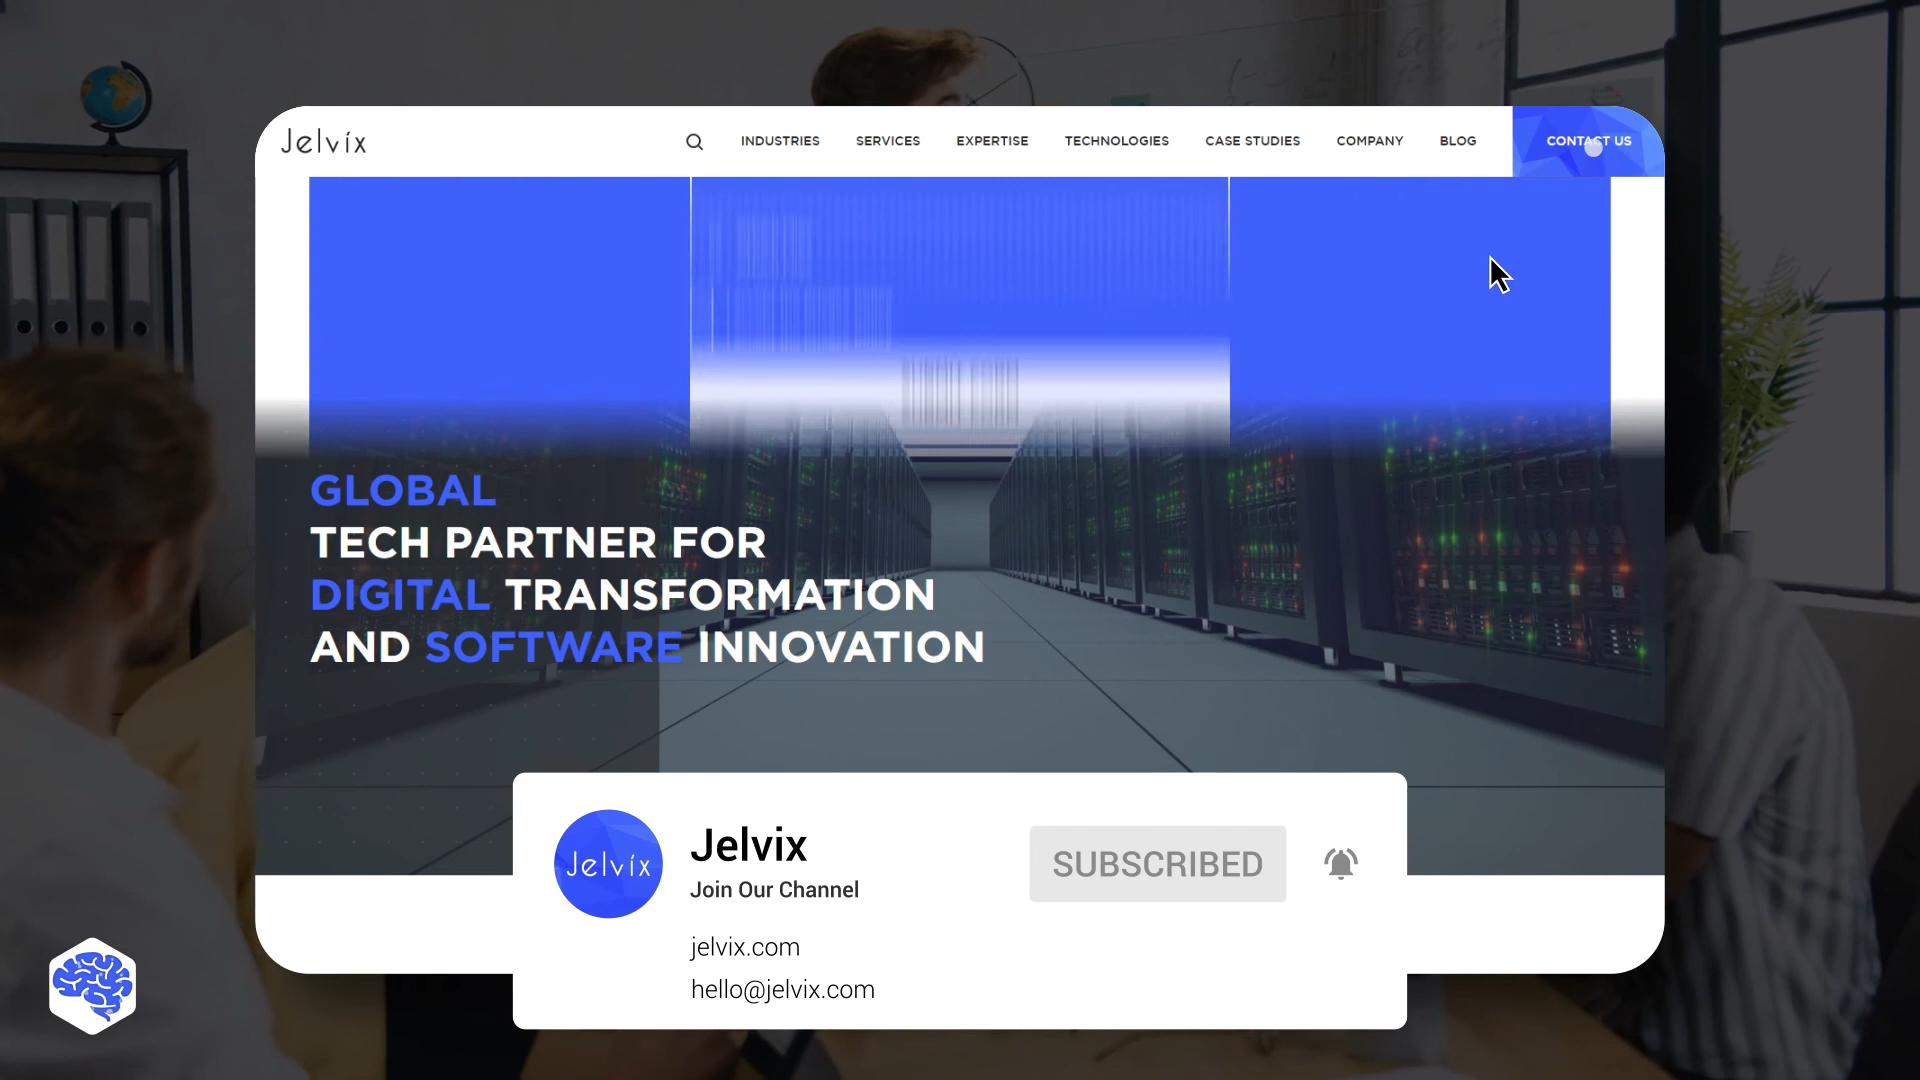 Jelvix
INDUSTRIES SERVICES EXPERTISE TECHNOLOGIES CASE STUDIES COMPANY BLOG CONTACT US
GLOBAL
TECH PARTNER FOR
DIGITAL TRANSFORMATION
AND SOFTWARE INNOVATION
Jelvix
Jelvix
Join Our Channel
SUBSCRIBED
jelvix.com
hello@jelvix.com